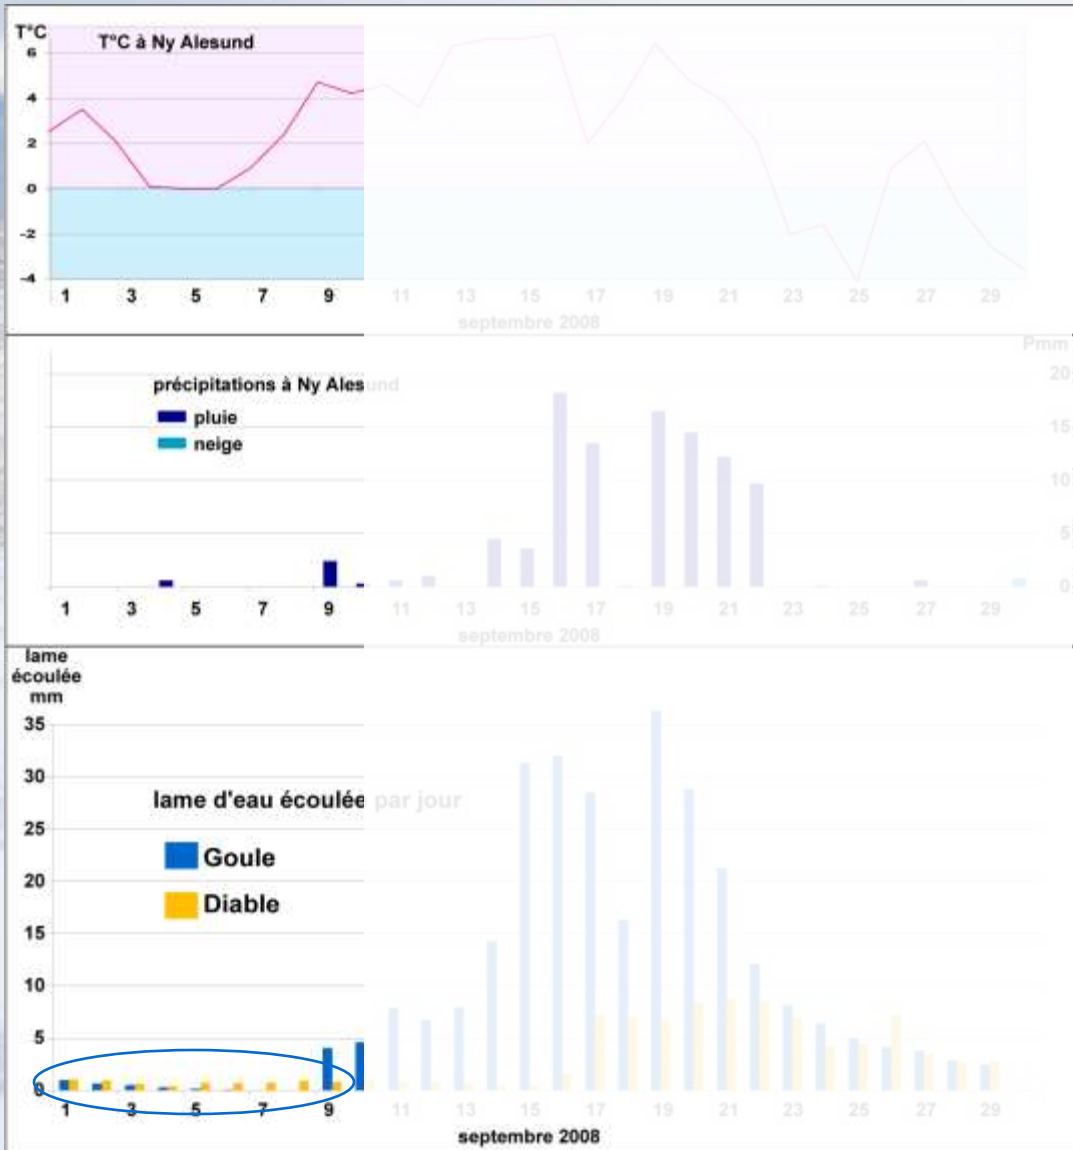 T°C
T°C à Ny Alesund
6
4
2
0
-2
-4
1 3 5 7 9 11 13 15 17 19 21 23 25 27 29
septembre 2008
Pmm
précipitations à Ny Alesund
pluie
neige
20
15
10
5
0
1 3 5 7 9 11 13 15 17 19 21 23 25 27 29
septembre 2008
lame
écoulée
mm
35
30
25
20
15
10
5
0
lame d'eau écoulée par jour
Goule
Diable
1 3 5 7 9 11 13 15 17 19 21 23 25 27 29
septembre 2008